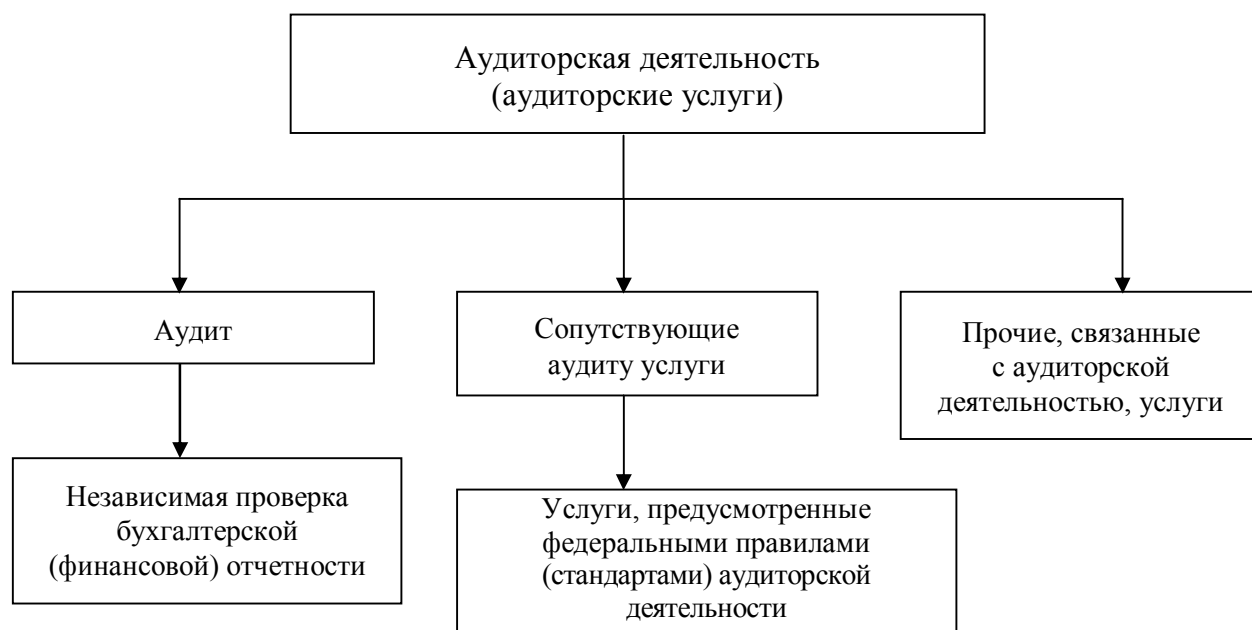 Аудиторская деятельность
(аудиторские услуги)
Аудит
Сопутствующие
аудиту услуги
Прочие, связанные
с аудиторской
деятельностью, услуги
Независимая проверка
бухгалтерской
(финансовой) отчетности
Услуги, предусмотренные
федеральными правилами
(стандартами) аудиторской
деятельности